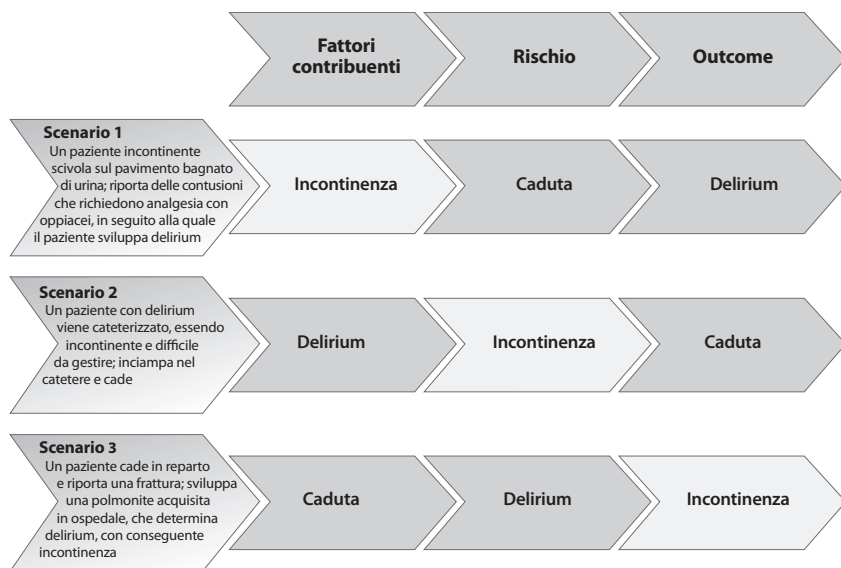 Fattori
contribuenti
Rischio
Outcome
Scenario 1
Un paziente incontinente
scivola sul pavimento bagnato
di urina; riporta delle contusioni
che richiedono analgesia con
oppiacei, in seguito alla quale
il paziente sviluppa delirium
Incontinenza
Caduta
Delirium
Scenario 2
Un paziente con delirium
viene cateterizzato, essendo
incontinente e difficile
da gestire; inciampa nel
catetere e cade
Delirium
Incontinenza
Caduta
Scenario 3
Un paziente cade in reparto
e riporta una frattura; sviluppa
una polmonite acquisita
in ospedale, che determina
delirium, con conseguente
incontinenza
Caduta
Delirium
Incontinenza